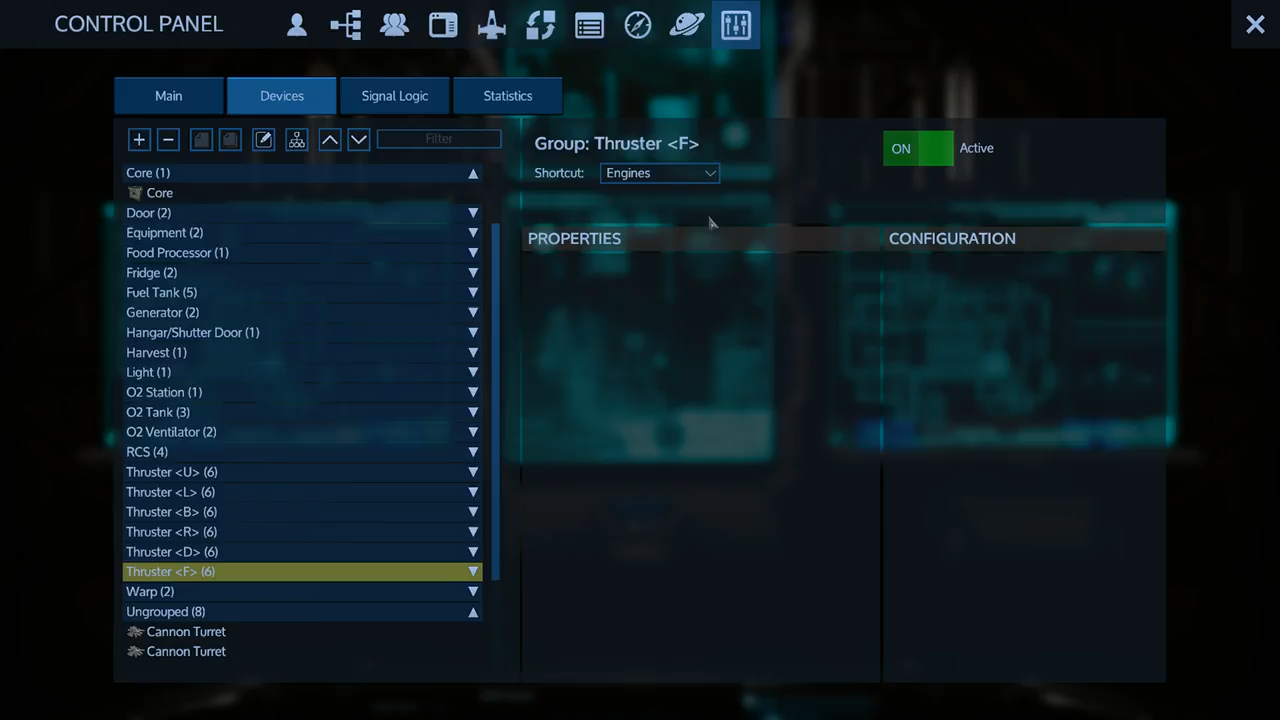 CONTROL PANEL
Main
Devices
Signal Logic
Statistics
Filter
Core (1)
Core
Door (2)
Equipment (2)
Food Processor (1)
Fridge (2)
Fuel Tank (5)
Generator (2)
Hangar/Shutter Door (1)
Harvest (1)
Light (1)
O2 Station (1)
O2 Tank (3)
O2 Ventilator (2)
RCS (4)
Thruster <U> (6)
Thruster <L> (6)
Thruster <B> (6)
Thruster <R> (6)
Thruster <D> (6)
Thruster <F> (6)
Warp (2)
Ungrouped (8)
Cannon Turret
Cannon Turret
Group: Thruster <F>
Shortcut: Engines
ON Active
PROPERTIES
CONFIGURATION